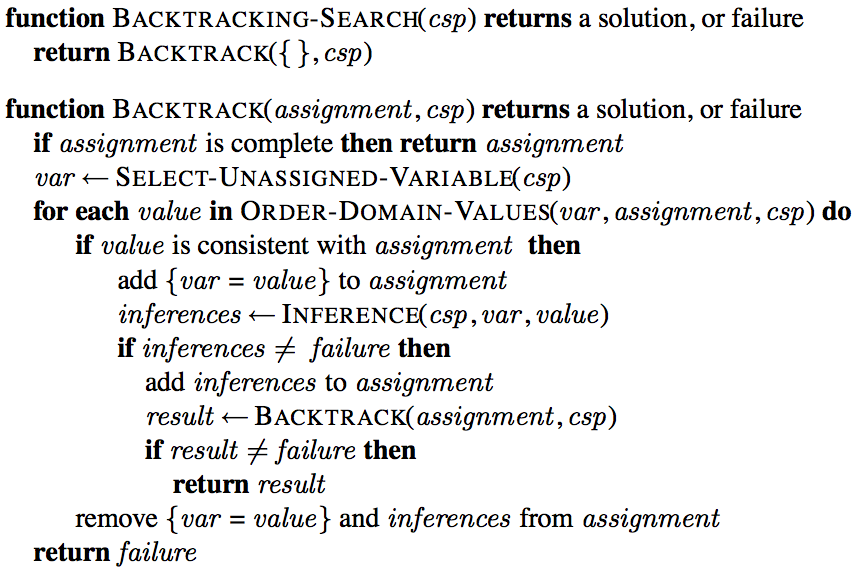 function BACKTRACKING-SEARCH(csp) returns a solution, or failure
return BACKTRACK({ }, csp)
function BACKTRACK(assignment, csp) returns a solution, or failure
if assignment is complete then return assignment
var ← SELECT-UNASSIGNED-VARIABLE(csp)
for each value in ORDER-DOMAIN-VALUES(var, assignment, csp) do
if value is consistent with assignment then
add {var = value} to assignment
inferences ← INFERENCE(csp, var, value)
if inferences ≠ failure then
add inferences to assignment
result ← BACKTRACK(assignment, csp)
if result ≠ failure then
return result
remove {var = value} and inferences from assignment
return failure